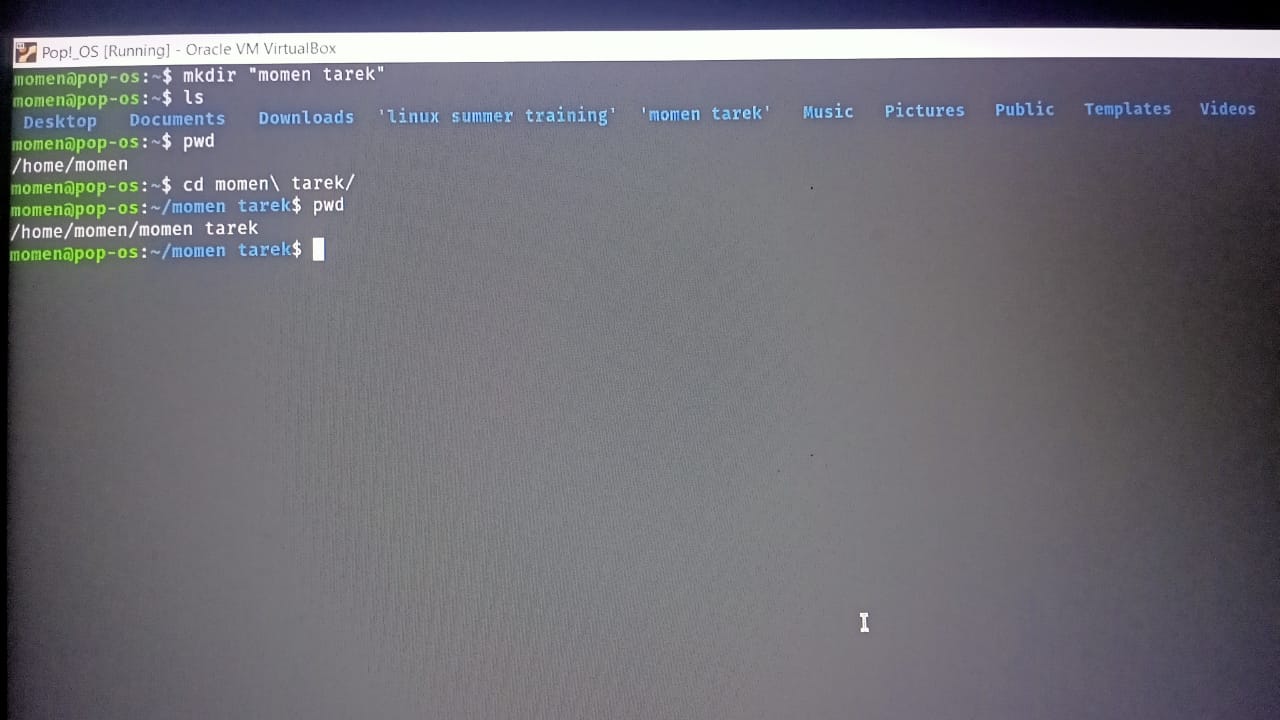 Pop!_OS [Running] - Oracle VM VirtualBox
momen@pop-os:~$ mkdir "momen tarek"
momen@pop-os:~$ ls
Desktop Documents Downloads 'linux summer training' 'momen tarek' Music Pictures Public Templates Videos
momen@pop-os:~$ pwd
/home/momen
momen@pop-os:~$ cd momen\ tarek/
momen@pop-os:~/momen tarek$ pwd
/home/momen/momen tarek
momen@pop-os:~/momen tarek$